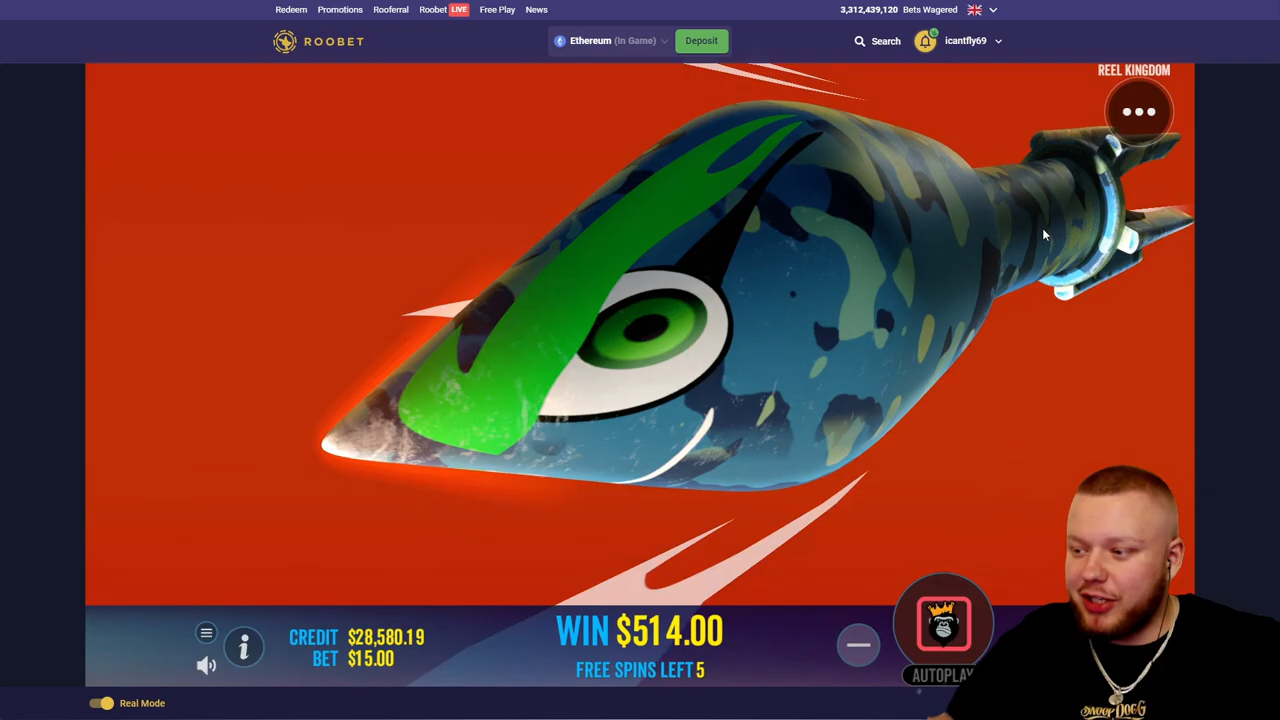 Redeem Promotions Rooferral Roobet LIVE Free Play News 3,312,439,120 Bets Wagered
ROOBET Ethereum (In Game) Deposit Search icantfly69
REEL KINGDOM
CREDIT $28,580.19
BET $15.00
WIN $514.00
FREE SPINS LEFT 5
AUTOPLAY
Real Mode
SNOOP DOGG